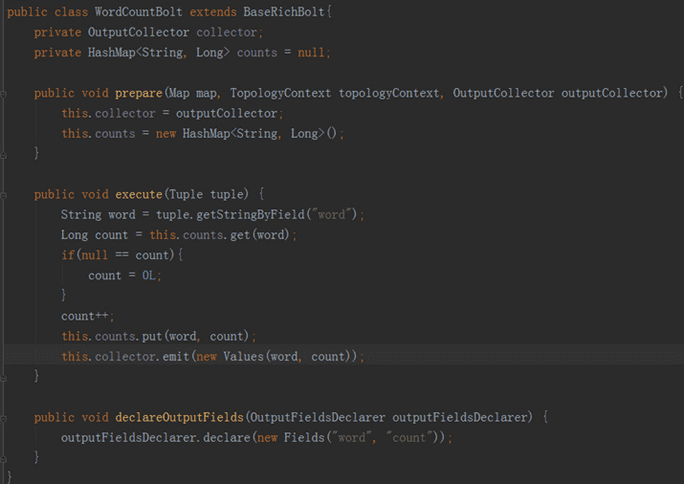 public class WordCountBolt extends BaseRichBolt{
    private OutputCollector collector;
    private HashMap<String, Long> counts = null;

    public void prepare(Map map, TopologyContext topologyContext, OutputCollector outputCollector) {
        this.collector = outputCollector;
        this.counts = new HashMap<String, Long>();
    }

    public void execute(Tuple tuple) {
        String word = tuple.getStringByField("word");
        Long count = this.counts.get(word);
        if(null == count){
            count = 0L;
        }
        count++;
        this.counts.put(word, count);
        this.collector.emit(new Values(word, count));
    }

    public void declareOutputFields(OutputFieldsDeclarer outputFieldsDeclarer) {
        outputFieldsDeclarer.declare(new Fields("word", "count"));
    }
}